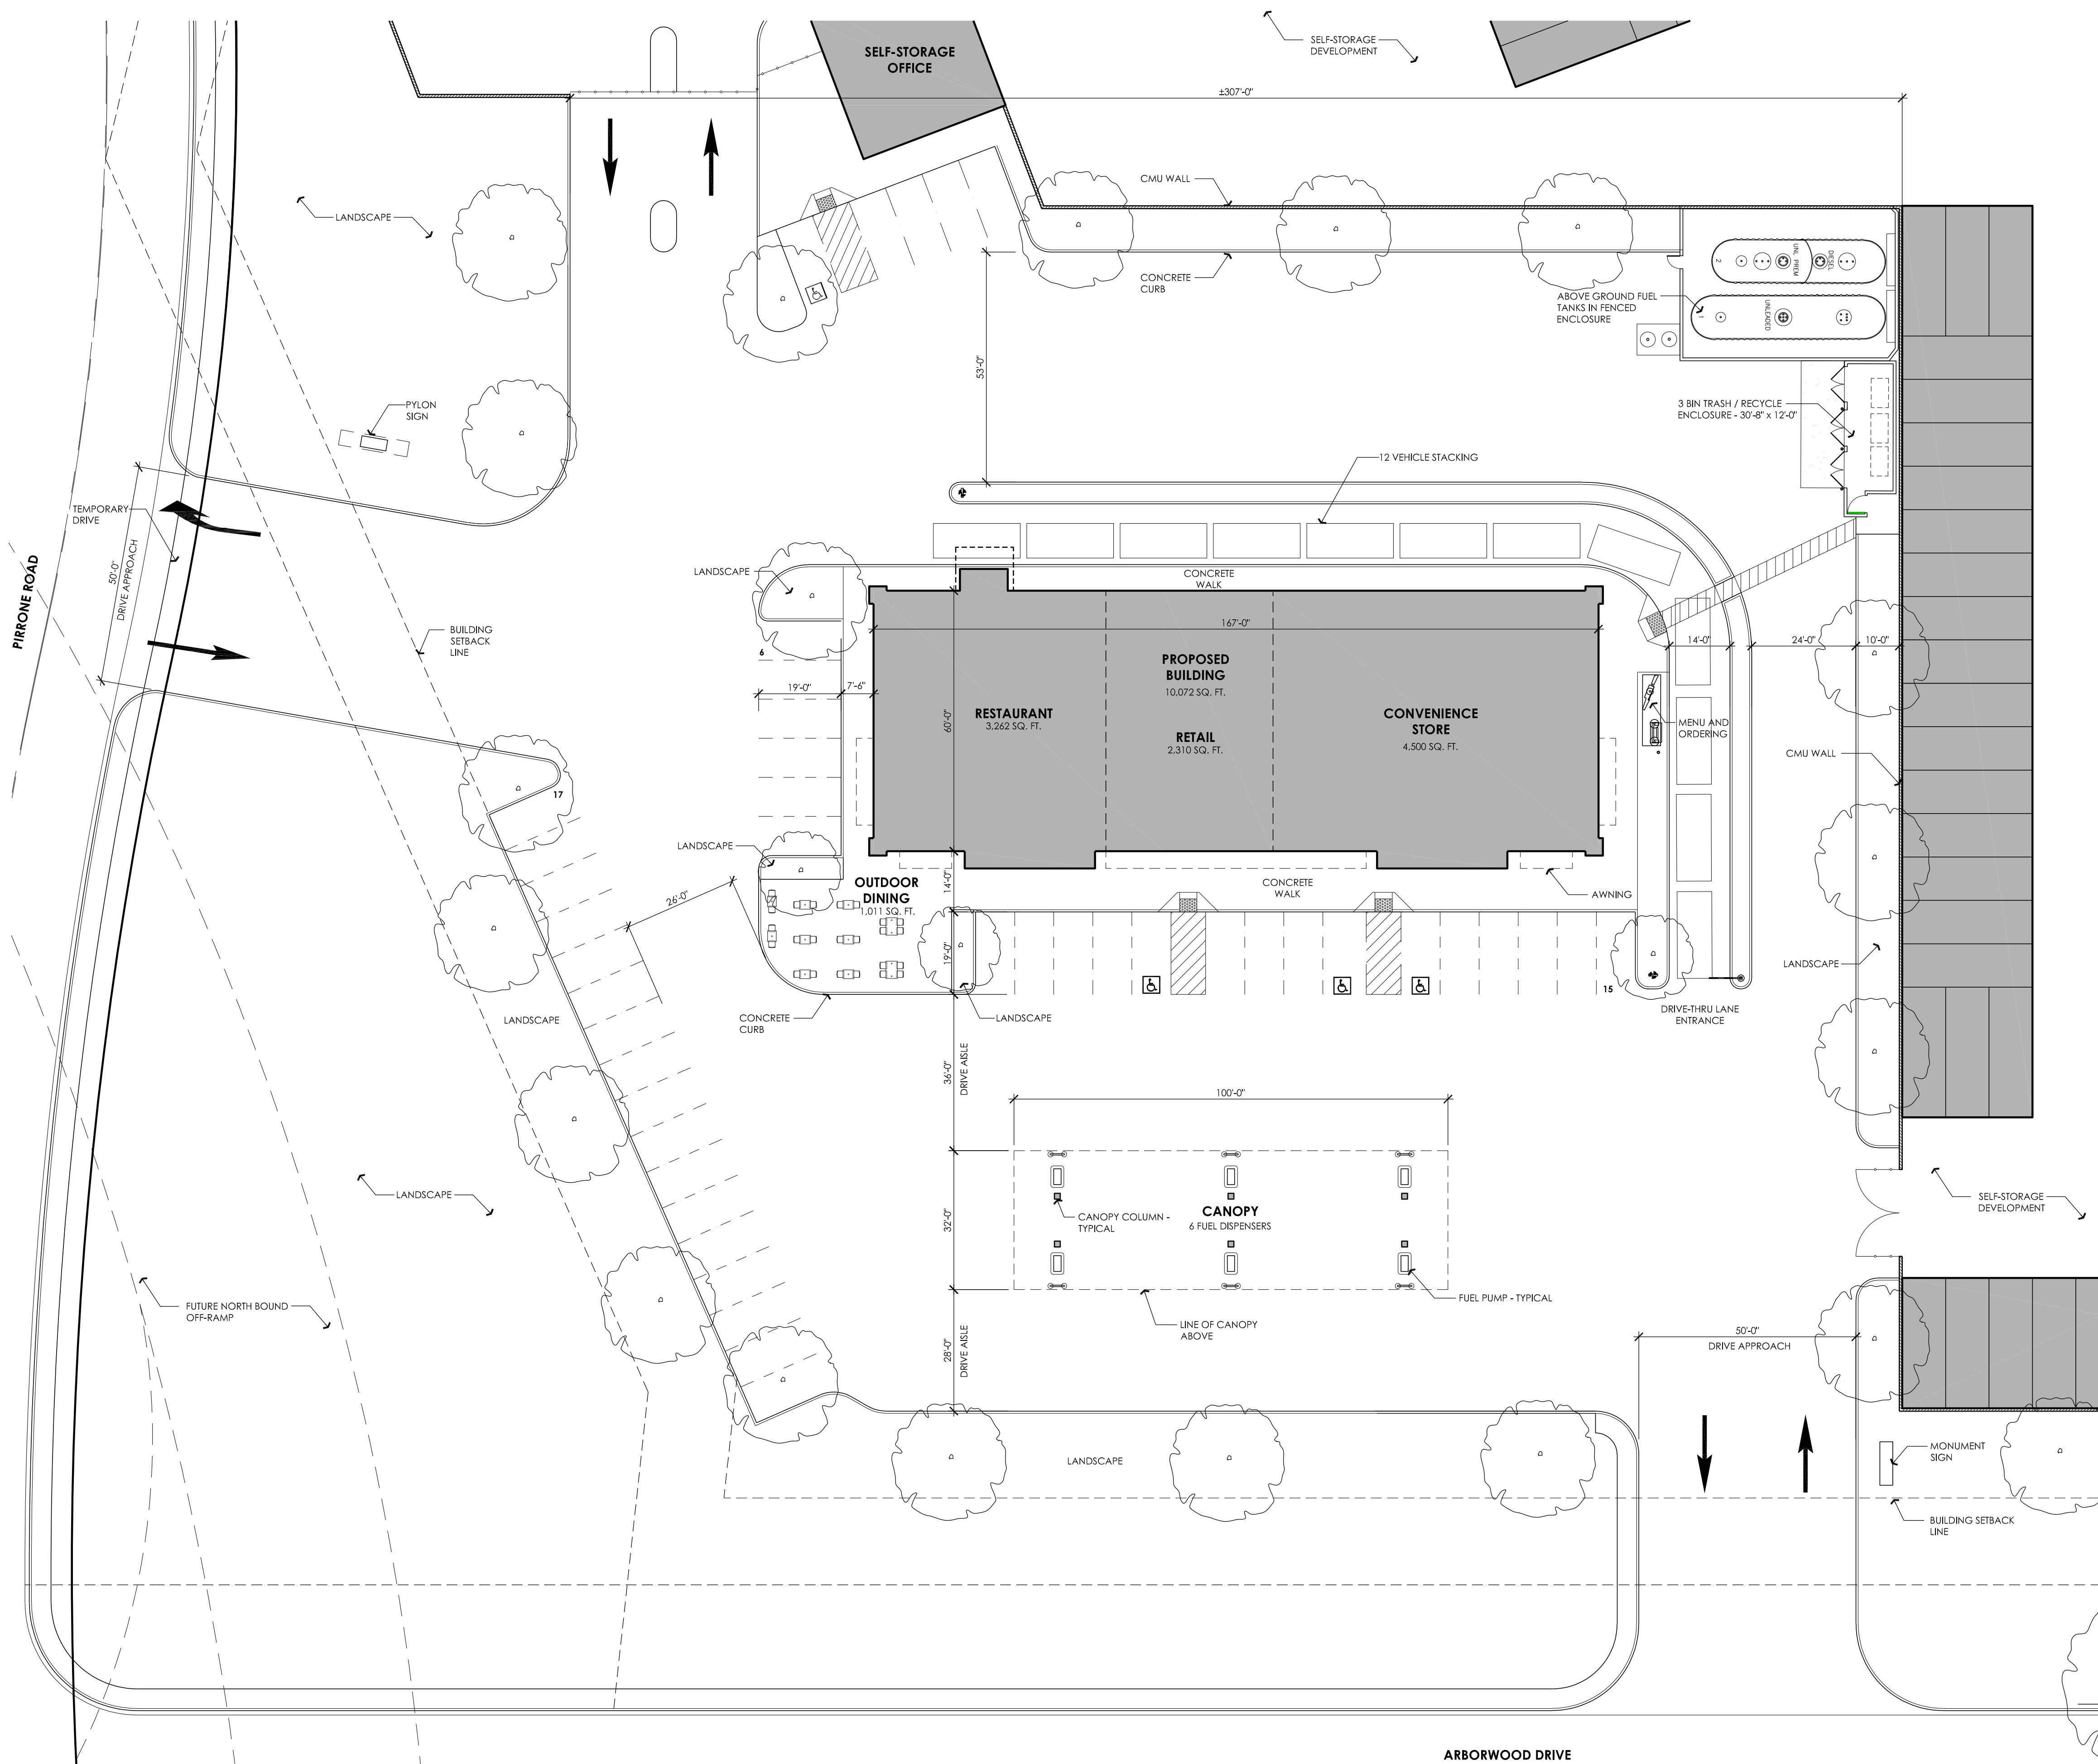 SELF-STORAGE
OFFICE
SELF-STORAGE
DEVELOPMENT
±307'-0"
LANDSCAPE
CMU WALL
CONCRETE
CURB
53'-0"
ABOVE GROUND FUEL
TANKS IN FENCED
ENCLOSURE
2
UNL PREM
DIESEL
1
UNLEADED
PYLON
SIGN
3 BIN TRASH / RECYCLE
ENCLOSURE - 30'-8" x 12'-0"
12 VEHICLE STACKING
TEMPORARY
DRIVE
PIRRONE ROAD
50'-0"
DRIVE APPROACH
LANDSCAPE
CONCRETE
WALK
BUILDING
SETBACK
LINE
6
167'-0"
14'-0"
24'-0"
10'-0"
19'-0"
7'-6"
60'-0"
PROPOSED
BUILDING
10,072 SQ. FT.
RESTAURANT
3,262 SQ. FT.
RETAIL
2,310 SQ. FT.
CONVENIENCE
STORE
4,500 SQ. FT.
MENU AND
ORDERING
CMU WALL
17
LANDSCAPE
26'-0"
OUTDOOR
DINING
1,011 SQ. FT.
14'-0"
CONCRETE
WALK
AWNING
19'-0"
LANDSCAPE
15
LANDSCAPE
CONCRETE
CURB
LANDSCAPE
DRIVE-THRU LANE
ENTRANCE
36'-0"
DRIVE AISLE
100'-0"
LANDSCAPE
32'-0"
CANOPY COLUMN -
TYPICAL
CANOPY
6 FUEL DISPENSERS
SELF-STORAGE
DEVELOPMENT
FUTURE NORTH BOUND
OFF-RAMP
FUEL PUMP - TYPICAL
LINE OF CANOPY
ABOVE
28'-0"
DRIVE AISLE
50'-0"
DRIVE APPROACH
LANDSCAPE
MONUMENT
SIGN
BUILDING SETBACK
LINE
ARBORWOOD DRIVE